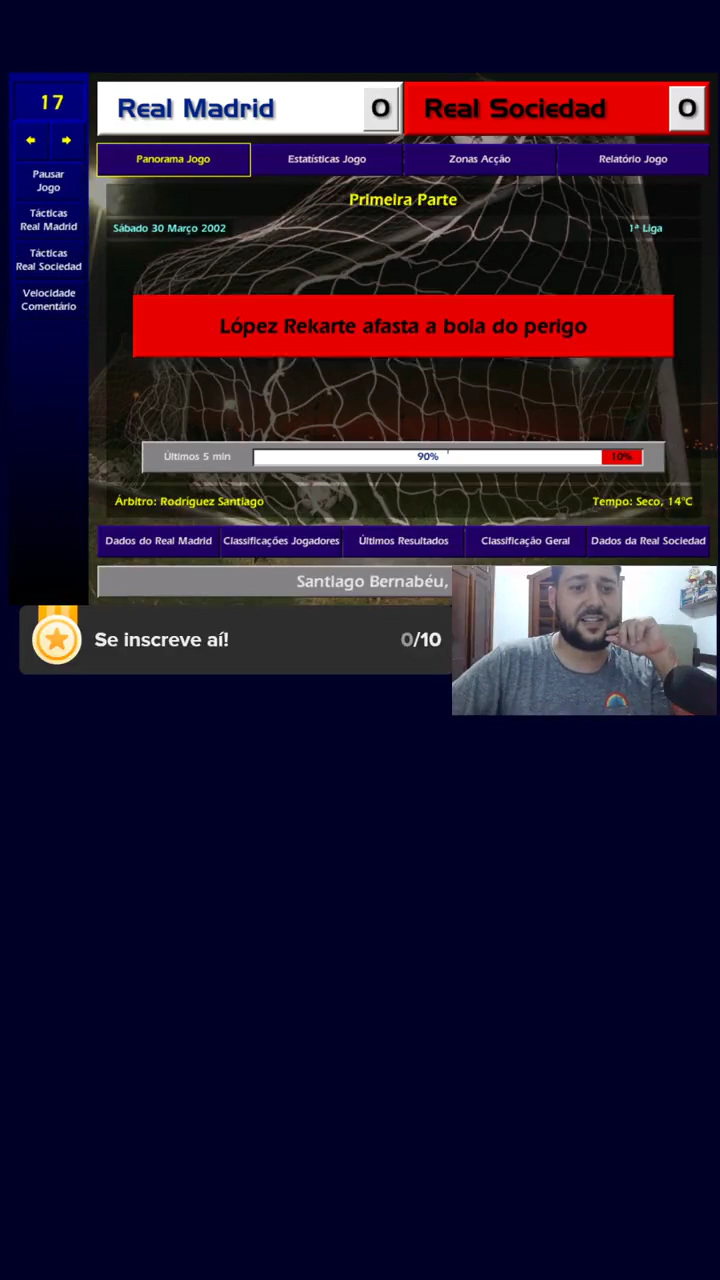 17
Real Madrid 0 Real Sociedad 0
Panorama Jogo Estatísticas Jogo Zonas Acção Relatório Jogo
Pausar
Jogo
Tácticas
Real Madrid
Tácticas
Real Sociedad
Velocidade
Comentário
Primeira Parte
Sábado 30 Março 2002 1ª Liga
López Rekarte afasta a bola do perigo
Últimos 5 min 90% 10%
Árbitro: Rodríguez Santiago Tempo: Seco, 14°C
Dados do Real Madrid Classificações Jogadores Últimos Resultados Classificação Geral Dados da Real Sociedad
Santiago Bernabéu,
Se inscreve aí! 0/10